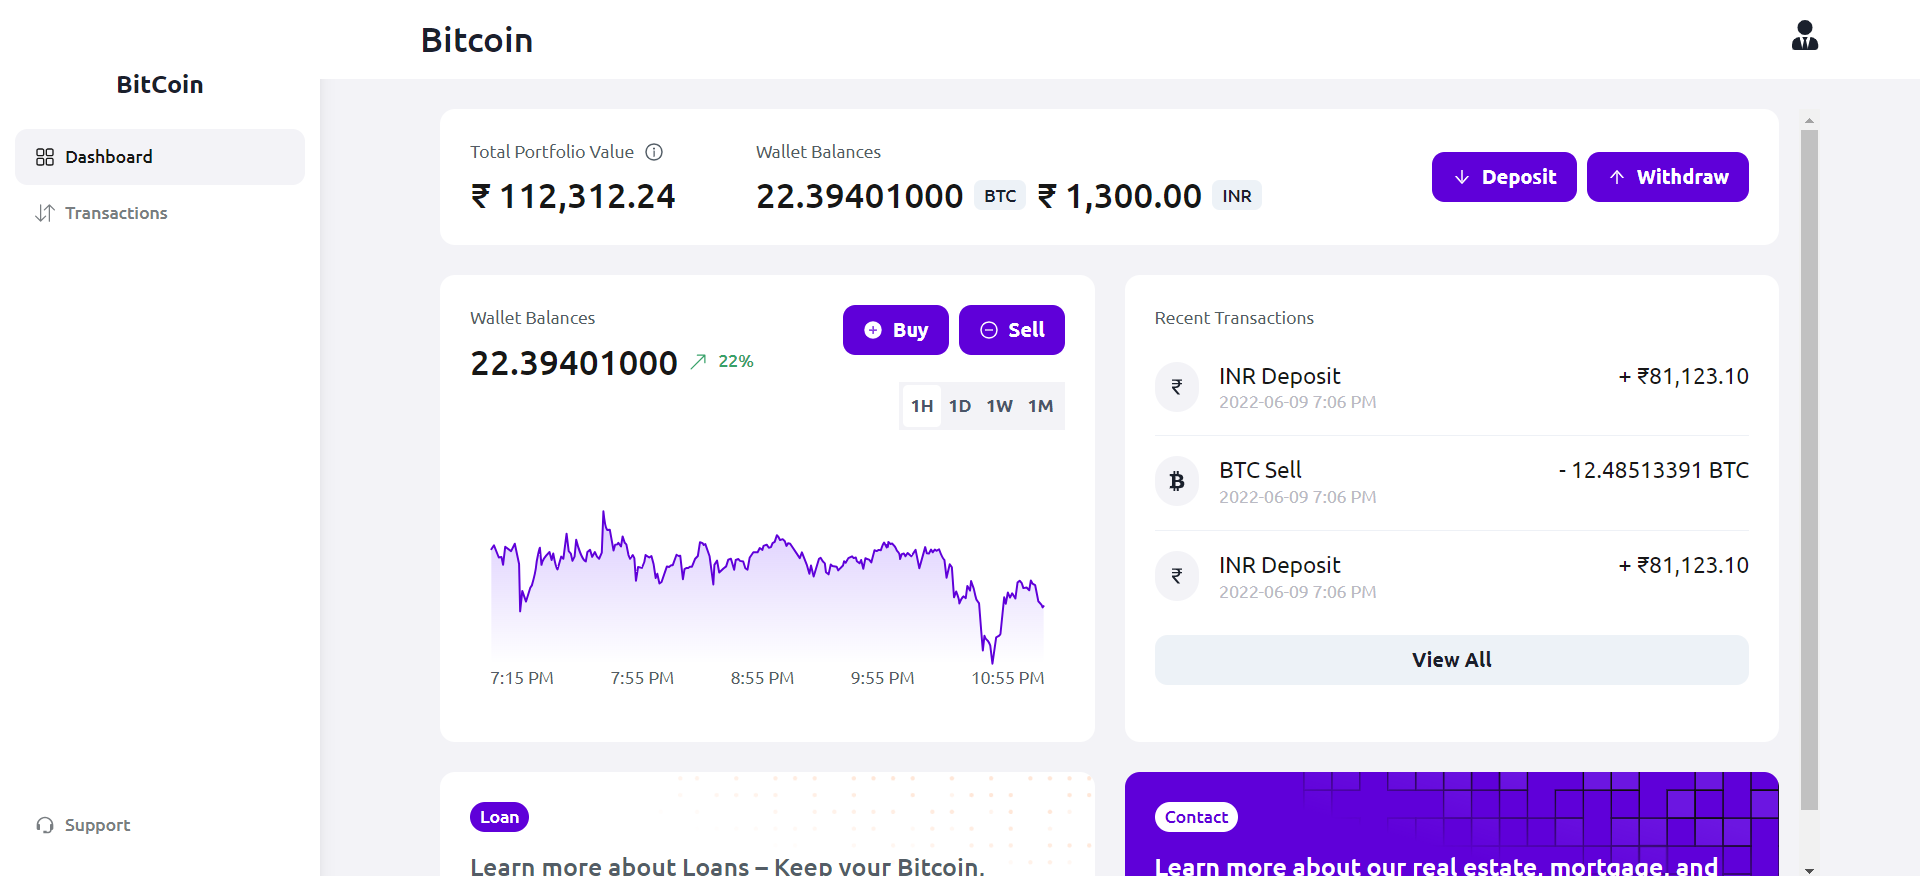 Bitcoin
BitCoin
Dashboard
Transactions
Support
Total Portfolio Value
₹ 112,312.24
Wallet Balances
22.39401000 BTC ₹ 1,300.00 INR
Deposit
Withdraw
Wallet Balances
22.39401000 22%
Buy
Sell
1H 1D 1W 1M
7:15 PM 7:55 PM 8:55 PM 9:55 PM 10:55 PM
Recent Transactions
₹ INR Deposit + ₹81,123.10
2022-06-09 7:06 PM
BTC Sell - 12.48513391 BTC
2022-06-09 7:06 PM
₹ INR Deposit + ₹81,123.10
2022-06-09 7:06 PM
View All
Loan
Learn more about Loans – Keep your Bitcoin,
Contact
Learn more about our real estate, mortgage, and